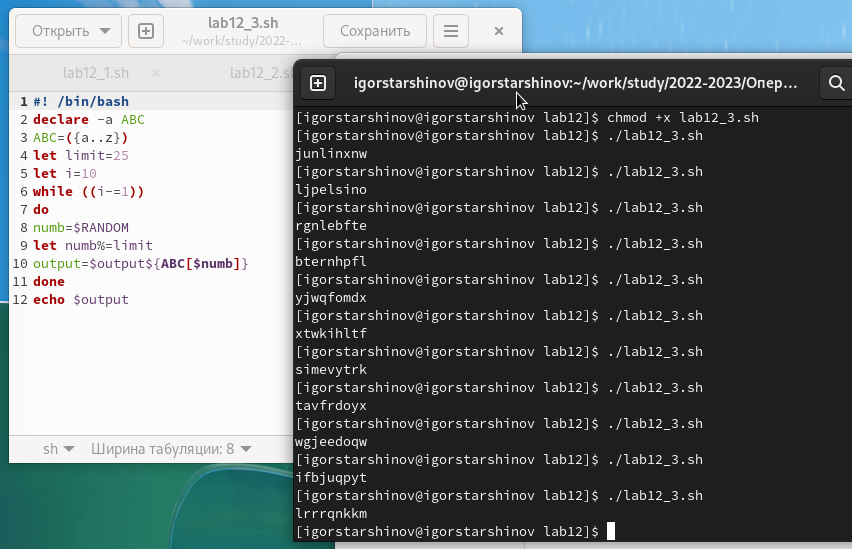 Открыть
lab12_3.sh
~/work/study/2022-...
Сохранить
lab12_1.sh
lab12_2.sh
1 #! /bin/bash
2 declare -a ABC
3 ABC=({a..z})
4 let limit=25
5 let i=10
6 while ((i-=1))
7 do
8 numb=$RANDOM
9 let numb%=limit
10 output=$output${ABC[$numb]}
11 done
12 echo $output
sh
Ширина табуляции: 8
igorstarshinov@igorstarshinov:~/work/study/2022-2023/Опер...
[igorstarshinov@igorstarshinov lab12]$ chmod +x lab12_3.sh
[igorstarshinov@igorstarshinov lab12]$ ./lab12_3.sh
junlinxnw
[igorstarshinov@igorstarshinov lab12]$ ./lab12_3.sh
ljpelsino
[igorstarshinov@igorstarshinov lab12]$ ./lab12_3.sh
rgnlebfte
[igorstarshinov@igorstarshinov lab12]$ ./lab12_3.sh
bternhpfl
[igorstarshinov@igorstarshinov lab12]$ ./lab12_3.sh
yjwqfomdx
[igorstarshinov@igorstarshinov lab12]$ ./lab12_3.sh
xtwkihltf
[igorstarshinov@igorstarshinov lab12]$ ./lab12_3.sh
simevytrk
[igorstarshinov@igorstarshinov lab12]$ ./lab12_3.sh
tavfrdoyx
[igorstarshinov@igorstarshinov lab12]$ ./lab12_3.sh
wgjeedoqw
[igorstarshinov@igorstarshinov lab12]$ ./lab12_3.sh
ifbjuqpyt
[igorstarshinov@igorstarshinov lab12]$ ./lab12_3.sh
lrrrqnkkm
[igorstarshinov@igorstarshinov lab12]$